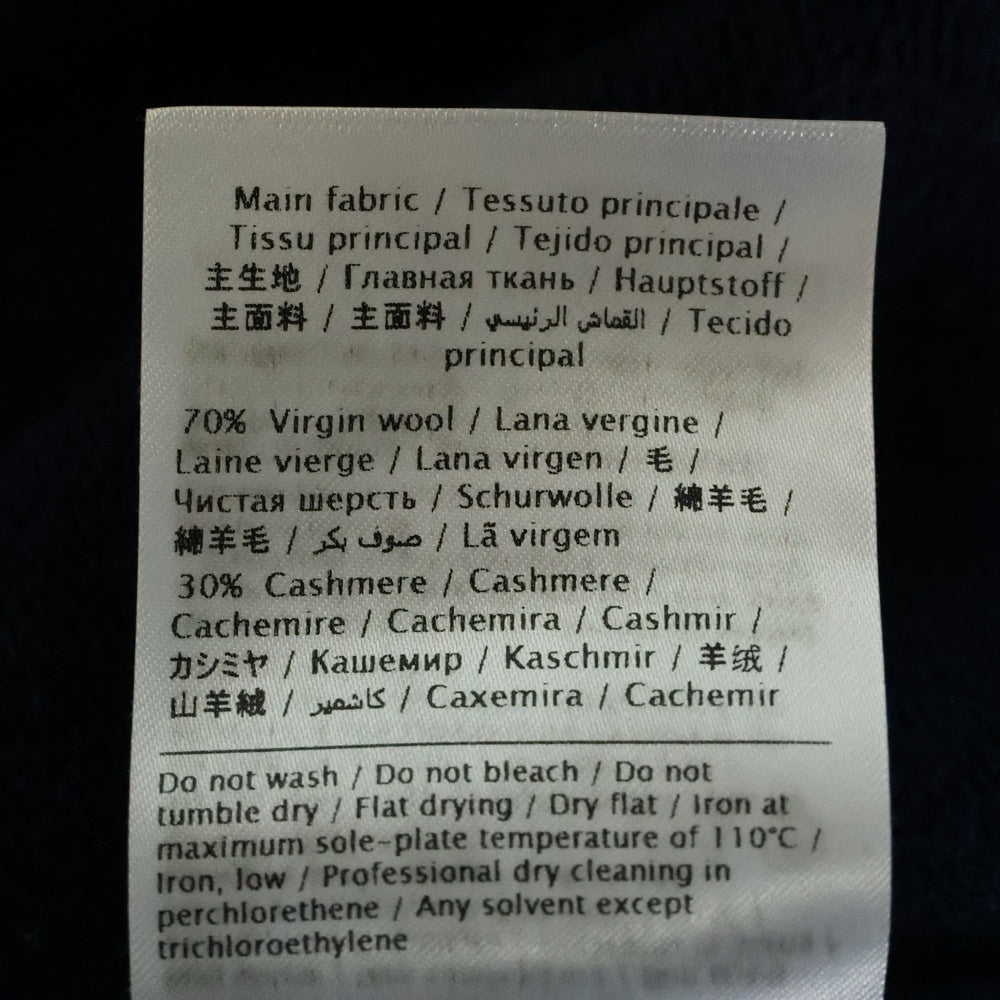 Main fabric / Tessuto principale /
Tissu principal / Tejido principal /
主生地 / Главная ткань / Hauptstoff /
主面料 / 主面料 / القماش الرئيسي / Tecido
principal
70% Virgin wool / Lana vergine /
Laine vierge / Lana virgen / 毛 /
Чистая шерсть / Schurwolle / 綿羊毛 /
綿羊毛 / صوف بكر / Lã virgem
30% Cashmere / Cashmere /
Cachemire / Cachemira / Cashmir /
カシミヤ / Кашемир / Kaschmir / 羊绒 /
山羊絨 / كاشمير / Caxemira / Cachemir
Do not wash / Do not bleach / Do not
tumble dry / Flat drying / Dry flat / Iron at
maximum sole-plate temperature of 110°C /
Iron, low / Professional dry cleaning in
perchlorethene / Any solvent except
trichloroethylene